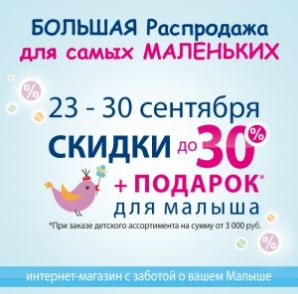 БОЛЬШАЯ Распродажа
для самых МАЛЕНЬКИХ
%
%
23 - 30 сентября
СКИДКИ до 30%
+ ПОДАРОК*
для малыша
*При заказе детского ассортимента на сумму от 3 000 руб.
%
%
интернет-магазин с заботой о вашем Малыше